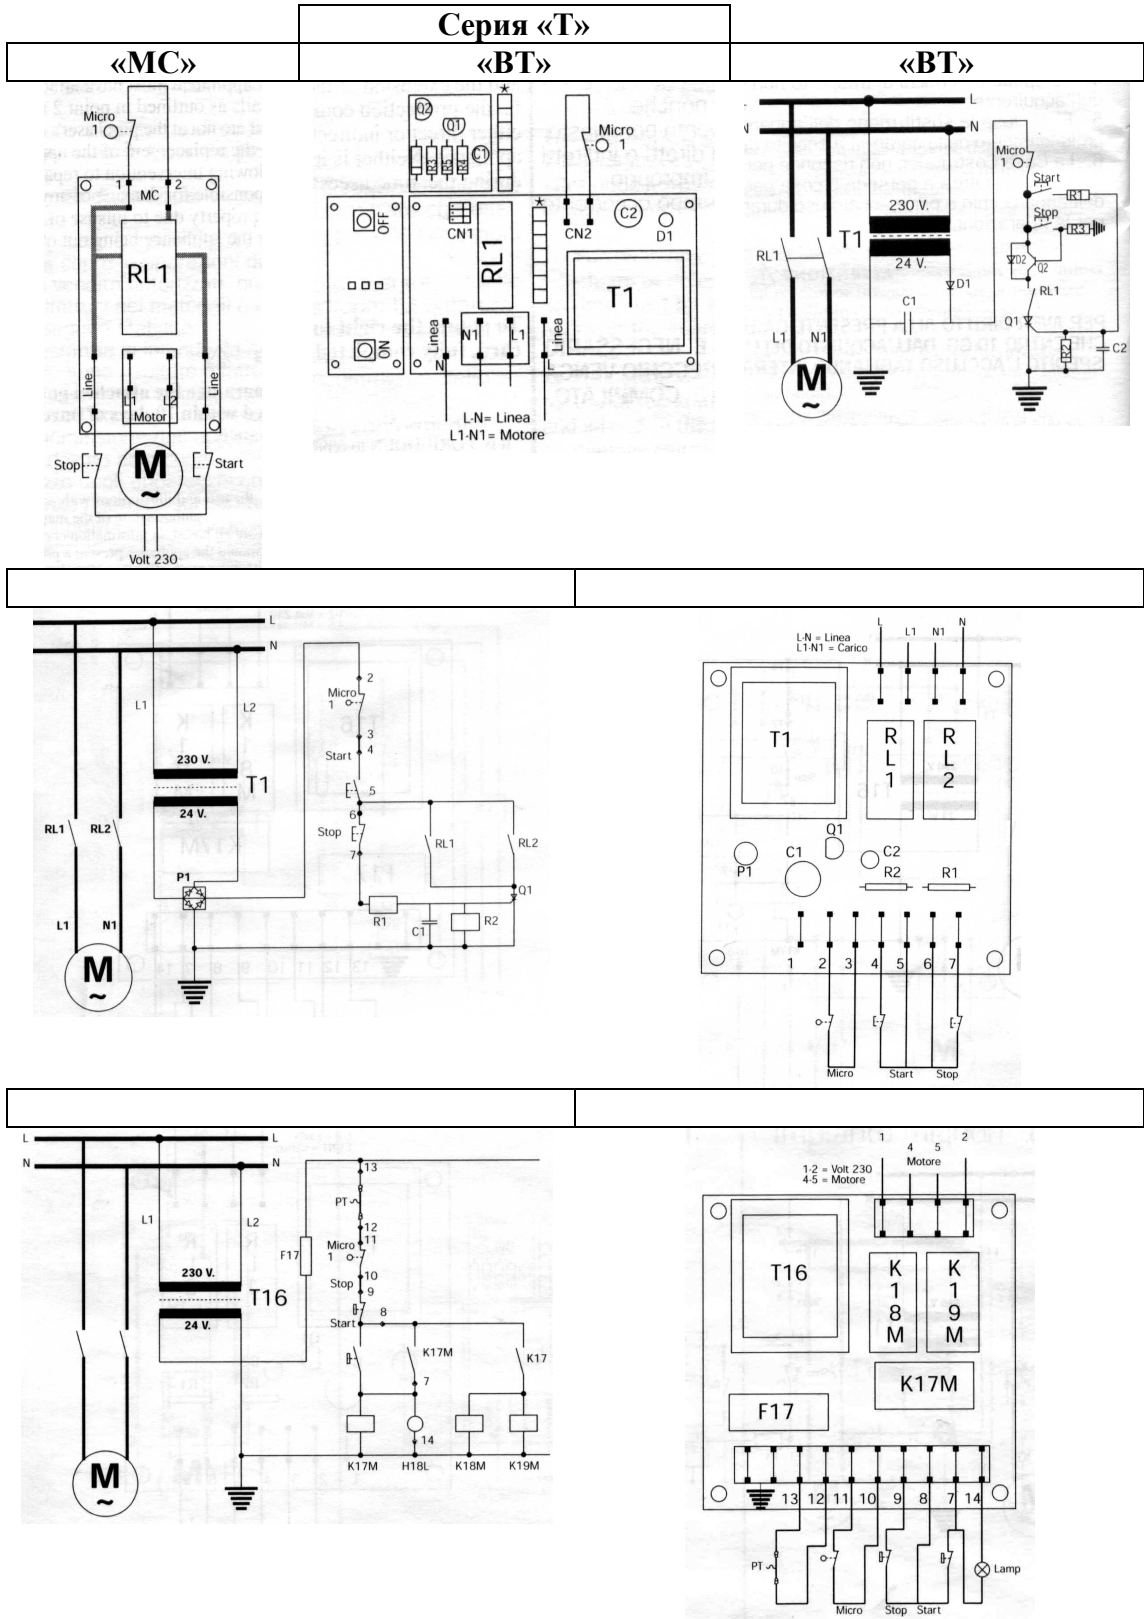 Серия «Т»
«МС» «ВТ» «ВТ»
Micro
1
1 2
MC
RL1
Line Line
L1 L2
Motor
Stop Start
M
~
Volt 230
Q2
Q1
C1
R3 R5 R4
Micro
1
OFF
ON
CN1
RL1
CN2
C2
D1
T1
Linea Linea
N1 L1
N L
L-N= Linea
L1-N1= Motore
L
N
Micro
1
Start
R1
Stop
R3
230 V.
T1
24 V.
RL1
D2
Q2
D1
RL1
C1
Q1
L1 N1
R2
C2
M
~
L
N
L1 L2
2
Micro
1
3
4
Start
5
230 V.
T1
24 V.
6
Stop
7
RL1 RL2
RL1 RL2
P1
Q1
R1
C1
R2
L1 N1
M
~
L-N = Linea
L1-N1 = Carico
L L1 N1 N
T1
RL1
RL2
Q1
P1
C1
C2
R2 R1
1 2 3 4 5 6 7
Micro Start Stop
L L
N N
L1 L2
13
PT
12
11
F17
Micro
1
10
Stop
9
230 V.
T16
24 V.
8
Start
K17M K17
7
14
K17M H18L K18M K19M
M
~
1 4 5 2
Motore
1-2 = Volt 230
4-5 = Motore
T16
K18M
K19M
K17M
F17
13 12 11 10 9 8 7 14
PT
Lamp
Micro Stop Start